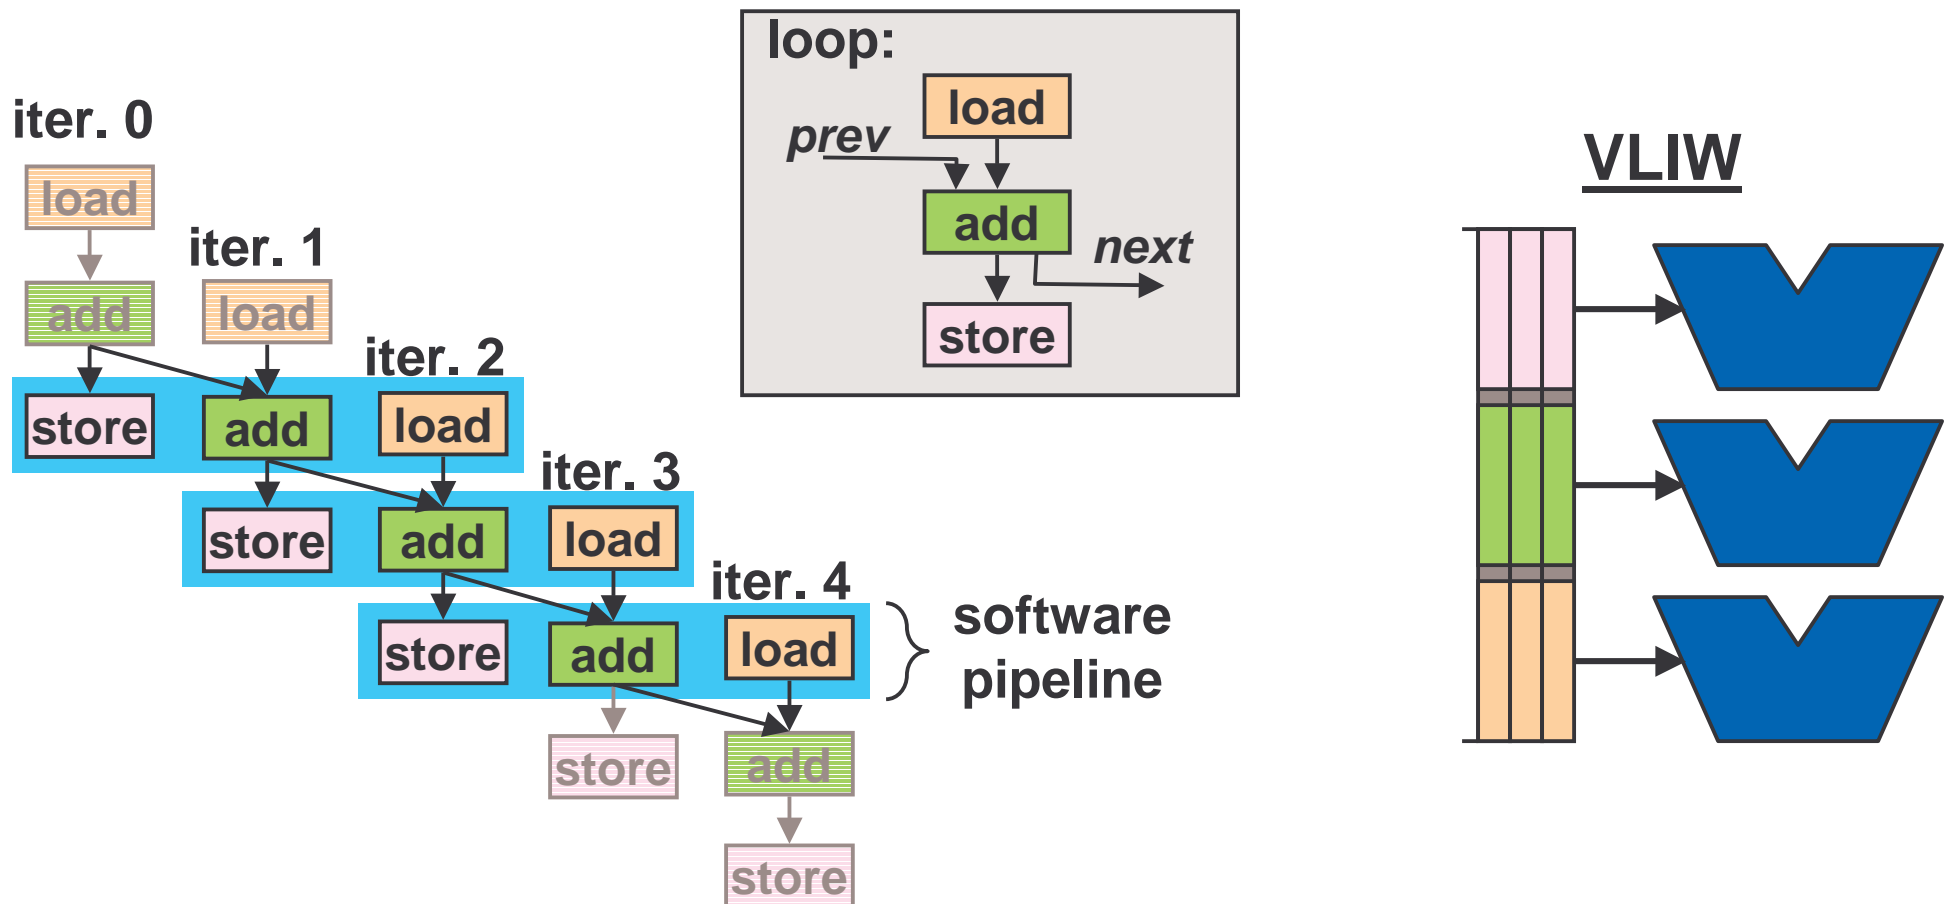 loop:
load
prev
add
next
store
iter. 0
load
iter. 1
add
load
iter. 2
store
add
load
iter. 3
store
add
load
iter. 4
store
add
load
software
pipeline
store
add
store
VLIW